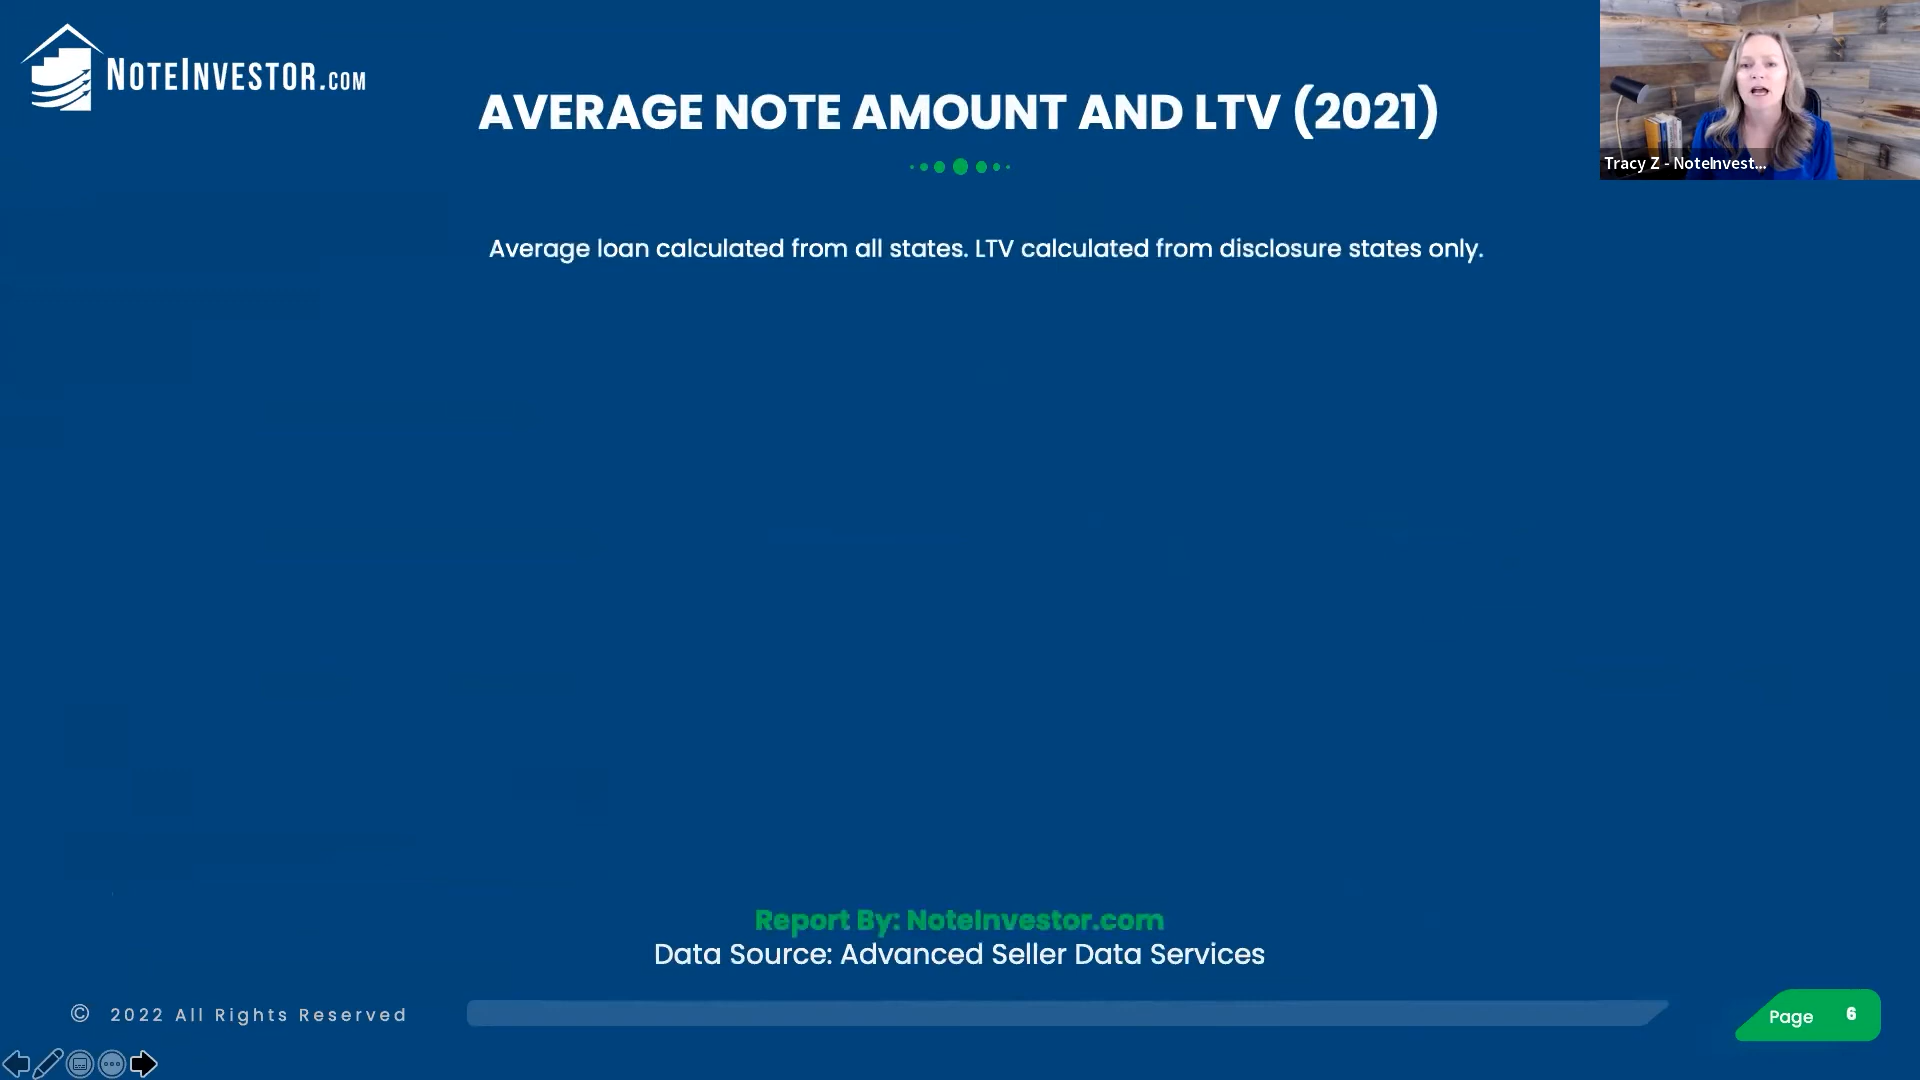 NOTEINVESTOR.COM
AVERAGE NOTE AMOUNT AND LTV (2021)
Tracy Z - NoteInvest...
Average loan calculated from all states. LTV calculated from disclosure states only.
Report By: NoteInvestor.com
Data Source: Advanced Seller Data Services
© 2022 All Rights Reserved
Page 6